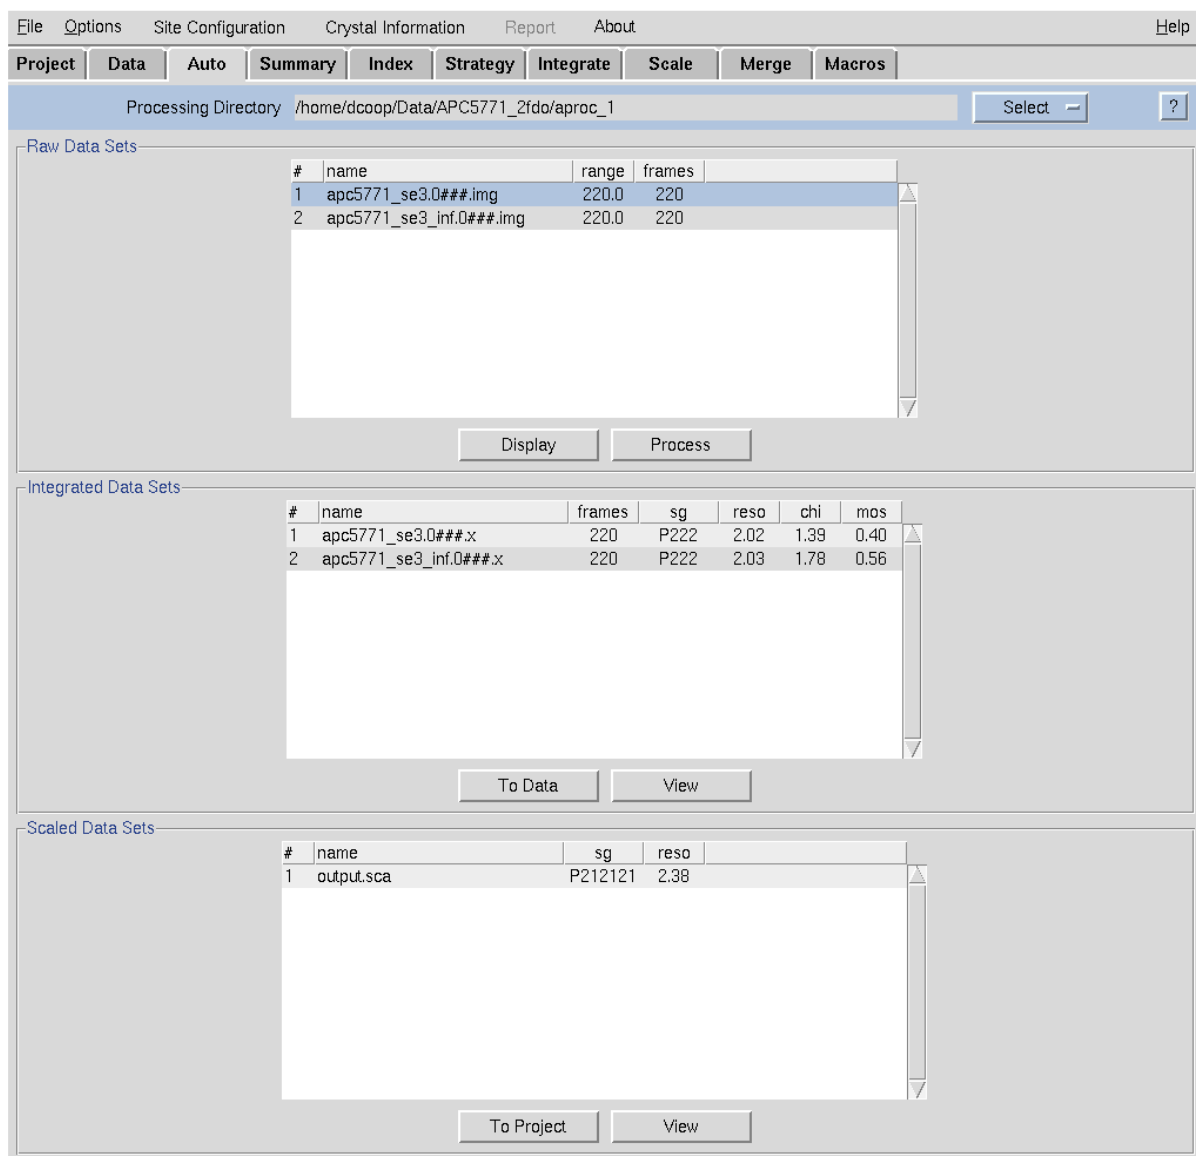 File Options Site Configuration Crystal Information Report About Help
Project Data Auto Summary Index Strategy Integrate Scale Merge Macros
Processing Directory /home/dcoop/Data/APC5771_2fdo/aproc_1 Select ?
Raw Data Sets
# name range frames
1 apc5771_se3.0###.img 220.0 220
2 apc5771_se3_inf.0###.img 220.0 220
Display Process
Integrated Data Sets
# name frames sg reso chi mos
1 apc5771_se3.0###.x 220 P222 2.02 1.39 0.40
2 apc5771_se3_inf.0###.x 220 P222 2.03 1.78 0.56
To Data View
Scaled Data Sets
# name sg reso
1 output.sca P212121 2.38
To Project View